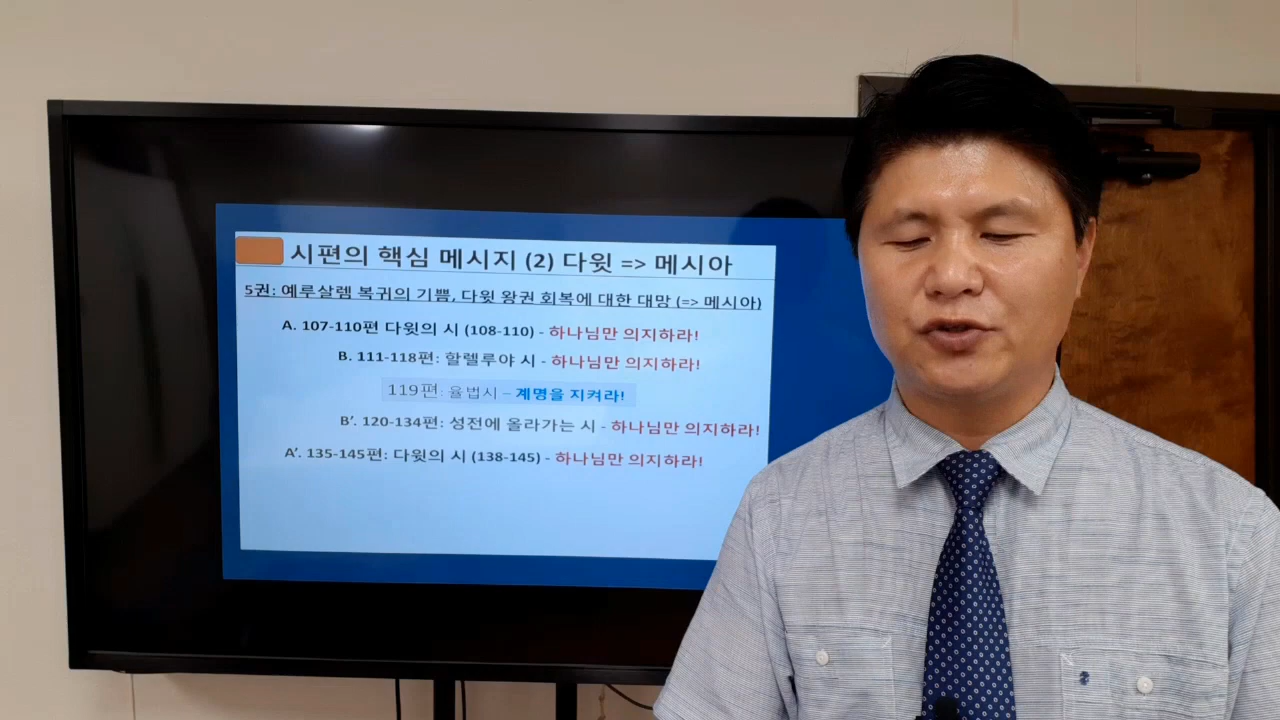 시편의 핵심 메시지 (2) 다윗 => 메시아
5권: 예루살렘 복귀의 기쁨, 다윗 왕권 회복에 대한 대망 (=> 메시아)
A. 107-110편 다윗의 시 (108-110) - 하나님만 의지하라!
B. 111-118편: 할렐루야 시 - 하나님만 의지하라!
119편: 율법시 – 계명을 지켜라!
B’. 120-134편: 성전에 올라가는 시 - 하나님만 의지하라!
A’. 135-145편: 다윗의 시 (138-145) - 하나님만 의지하라!